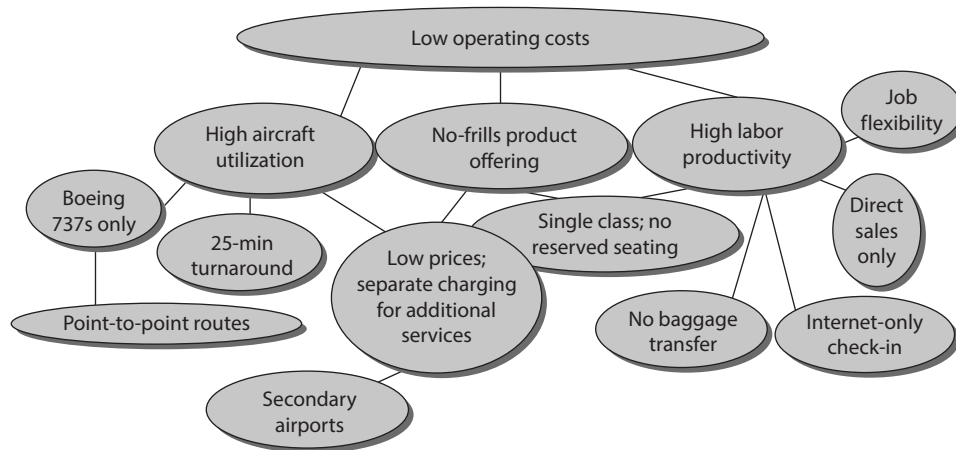 Low operating costs
High aircraft
utilization
No-frills product
offering
High labor
productivity
Job
flexibility
Boeing
737s only
25-min
turnaround
Low prices;
separate charging
for additional
services
Single class; no
reserved seating
Direct
sales only
Point-to-point routes
No baggage
transfer
Internet-only
check-in
Secondary
airports